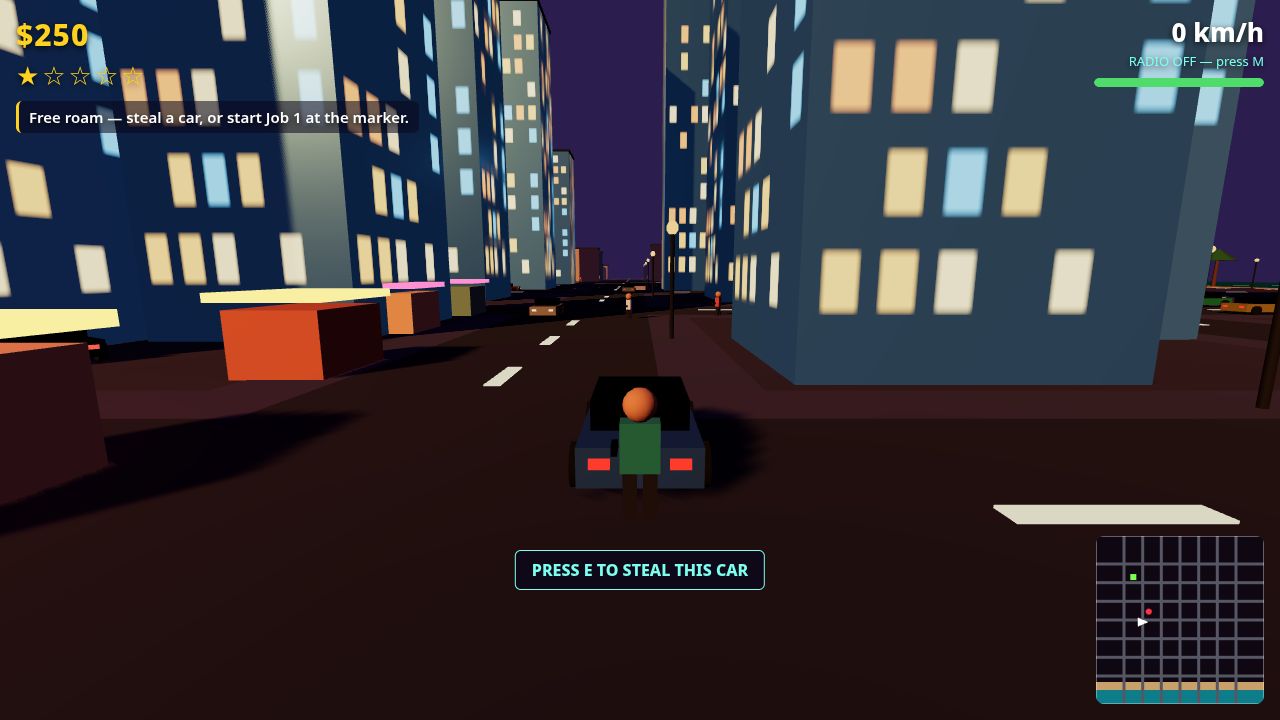 $250
0 km/h
★☆☆☆☆
RADIO OFF — press M
Free roam — steal a car, or start Job 1 at the marker.
PRESS E TO STEAL THIS CAR